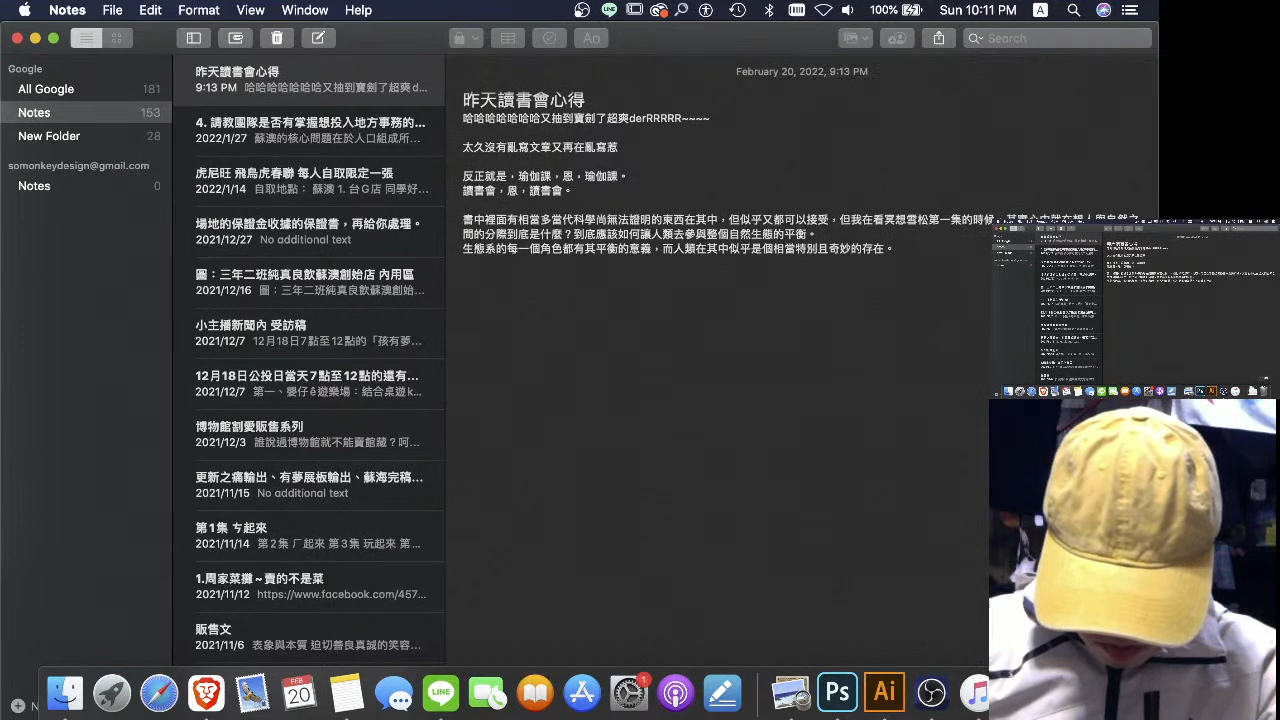 Notes File Edit Format View Window Help 100% Sun 10:11 PM A
Aa Search
Google
All Google 181
Notes 153
New Folder 28
somonkeydesign@gmail.com
Notes 0
昨天讀書會心得
9:13 PM 哈哈哈哈哈哈哈又抽到寶劍了超爽d...
4. 請教團隊是否有掌握想投入地方事務的...
2022/1/27 蘇澳的核心問題在於人口組成所...
虎尼旺 飛虎虎春聯 每人自取限定一張
2022/1/14 自取地點： 蘇澳 1. 台G店 同學好...
場地的保證金收據的保證書，再給你處理。
2021/12/27 No additional text
圖：三年二班純真良飲蘇澳創始店 內用區
2021/12/16 圖：三年二班純真良飲蘇澳創始...
小主播新聞內 受訪稿
2021/12/7 12月18日7點至12點的「孩有夢...
12月18日公投日當天7點至12點的還有...
2021/12/7 第一、嬰仔ê遊樂場：結合桌遊k...
博物館割愛販售系列
2021/12/3 誰說過博物館就不能賣館藏？呵...
更新之痛輸出、有夢展板輸出、蘇海完稿...
2021/11/15 No additional text
第1集 ㄘ起來
2021/11/14 第2集 ㄏ起來 第3集 玩起來 第...
1.周家菜攤～賣的不是菜
2021/11/12 https://www.facebook.com/457...
販售文
2021/11/6 表象與本質 迫切善良真誠的笑容...
February 20, 2022, 9:13 PM
昨天讀書會心得
哈哈哈哈哈哈哈又抽到寶劍了超爽derRRRRR~~~~
太久沒有亂寫文章又再在亂寫惹
反正就是，瑜伽課，恩，瑜伽課。
讀書會，恩，讀書會。
書中裡面有相當多當代科學尚無法證明的東西在其中，但似乎又都可以接受，但我在看冥想雪松第一集的時候，其實心中就在想人與自然之
間的分際到底是什麼？到底應該如何讓人類去參與整個自然生態的平衡。
生態系的每一個角色都有其平衡的意義，而人類在其中似乎是個相當特別且奇妙的存在。
FEB
20
LINE
1
Ps
Ai